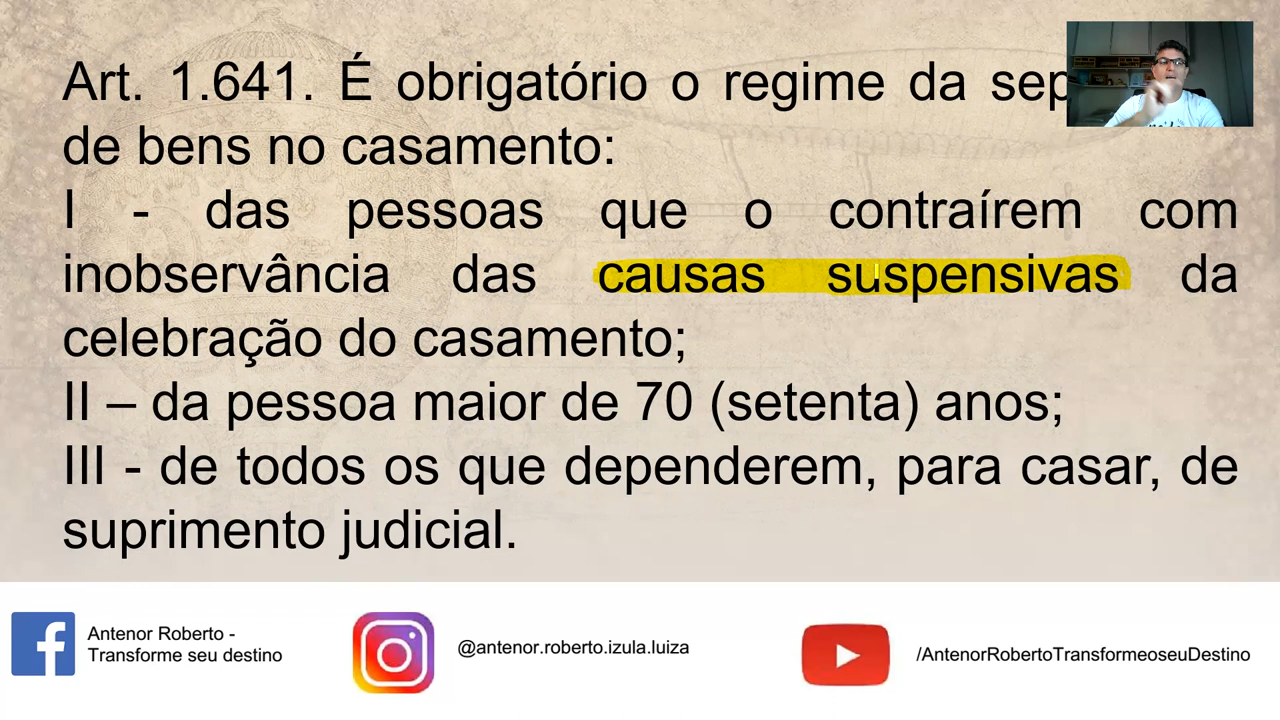 Art. 1.641. É obrigatório o regime da sep
de bens no casamento:
I - das pessoas que o contraírem com
inobservância das causas suspensivas da
celebração do casamento;
II – da pessoa maior de 70 (setenta) anos;
III - de todos os que dependerem, para casar, de
suprimento judicial.
Antenor Roberto -
Transforme seu destino
@antenor.roberto.izula.luiza
/AntenorRobertoTransformeoseuDestino